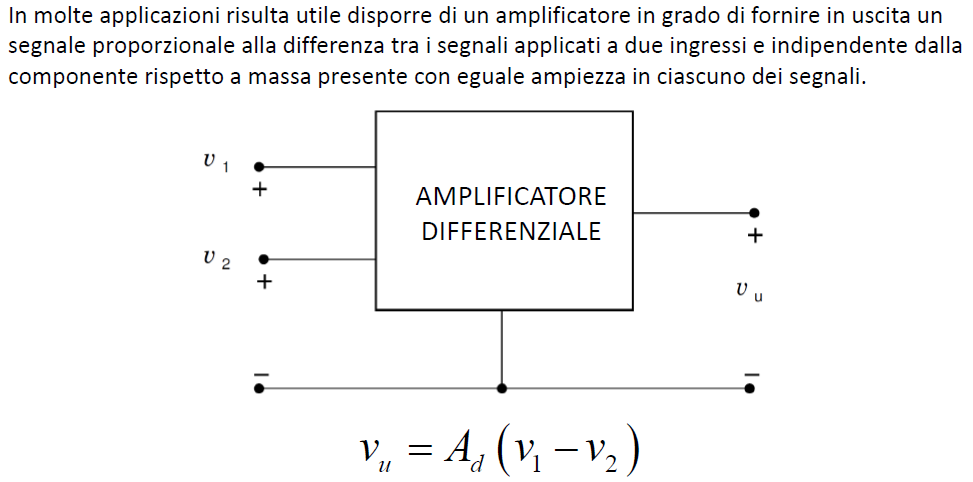 In molte applicazioni risulta utile disporre di un amplificatore in grado di fornire in uscita un
segnale proporzionale alla differenza tra i segnali applicati a due ingressi e indipendente dalla
componente rispetto a massa presente con eguale ampiezza in ciascuno dei segnali.
v 1
+
AMPLIFICATORE
DIFFERENZIALE
v 2
+
+
v u
–
–
v_u = A_d (v_1 − v_2)